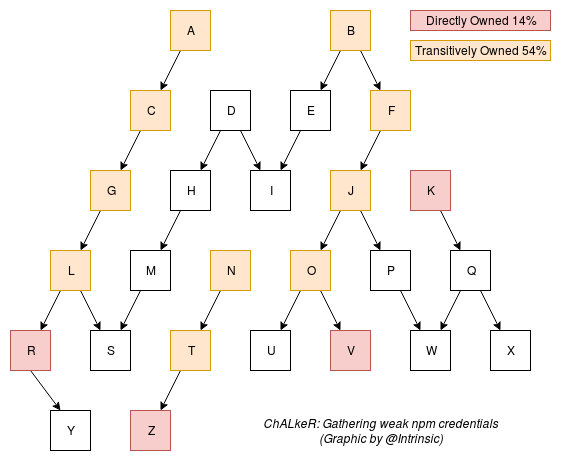 A
B
Directly Owned 14%
Transitively Owned 54%
C
D
E
F
G
H
I
J
K
L
M
N
O
P
Q
R
S
T
U
V
W
X
Y
Z
ChALkeR: Gathering weak npm credentials
(Graphic by @Intrinsic)